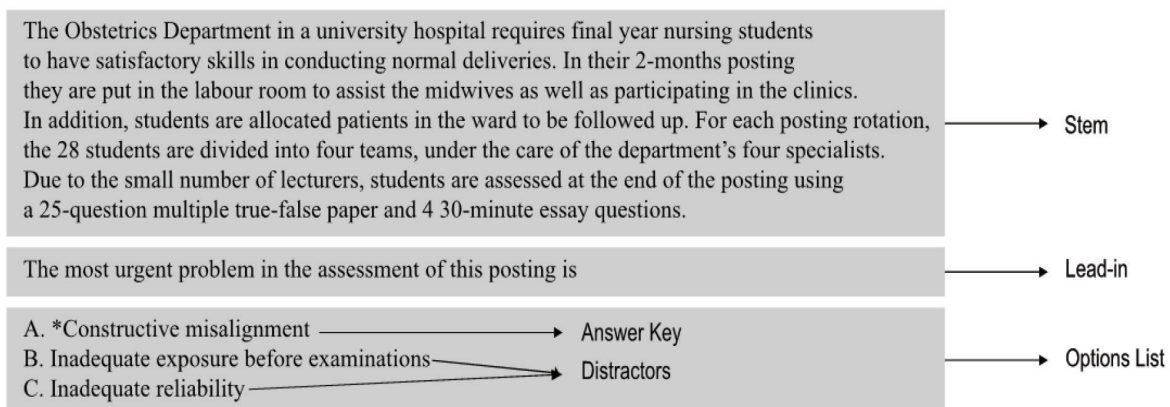 The Obstetrics Department in a university hospital requires final year nursing students
to have satisfactory skills in conducting normal deliveries. In their 2-months posting
they are put in the labour room to assist the midwives as well as participating in the clinics.
In addition, students are allocated patients in the ward to be followed up. For each posting rotation,
the 28 students are divided into four teams, under the care of the department's four specialists.
Due to the small number of lecturers, students are assessed at the end of the posting using
a 25-question multiple true-false paper and 4 30-minute essay questions.
Stem
The most urgent problem in the assessment of this posting is
Lead-in
A. *Constructive misalignment
Answer Key
B. Inadequate exposure before examinations
Distractors
C. Inadequate reliability
Options List